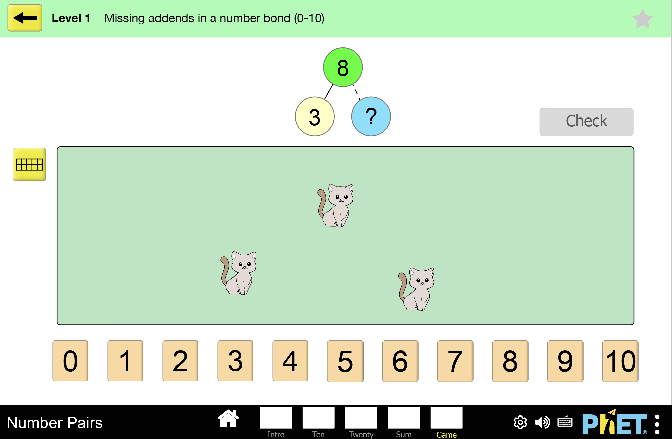 Level 1 Missing addends in a number bond (0-10)
8
3 ?
Check
0 1 2 3 4 5 6 7 8 9 10
Number Pairs
Intro Ten Twenty Sum Game
PhET